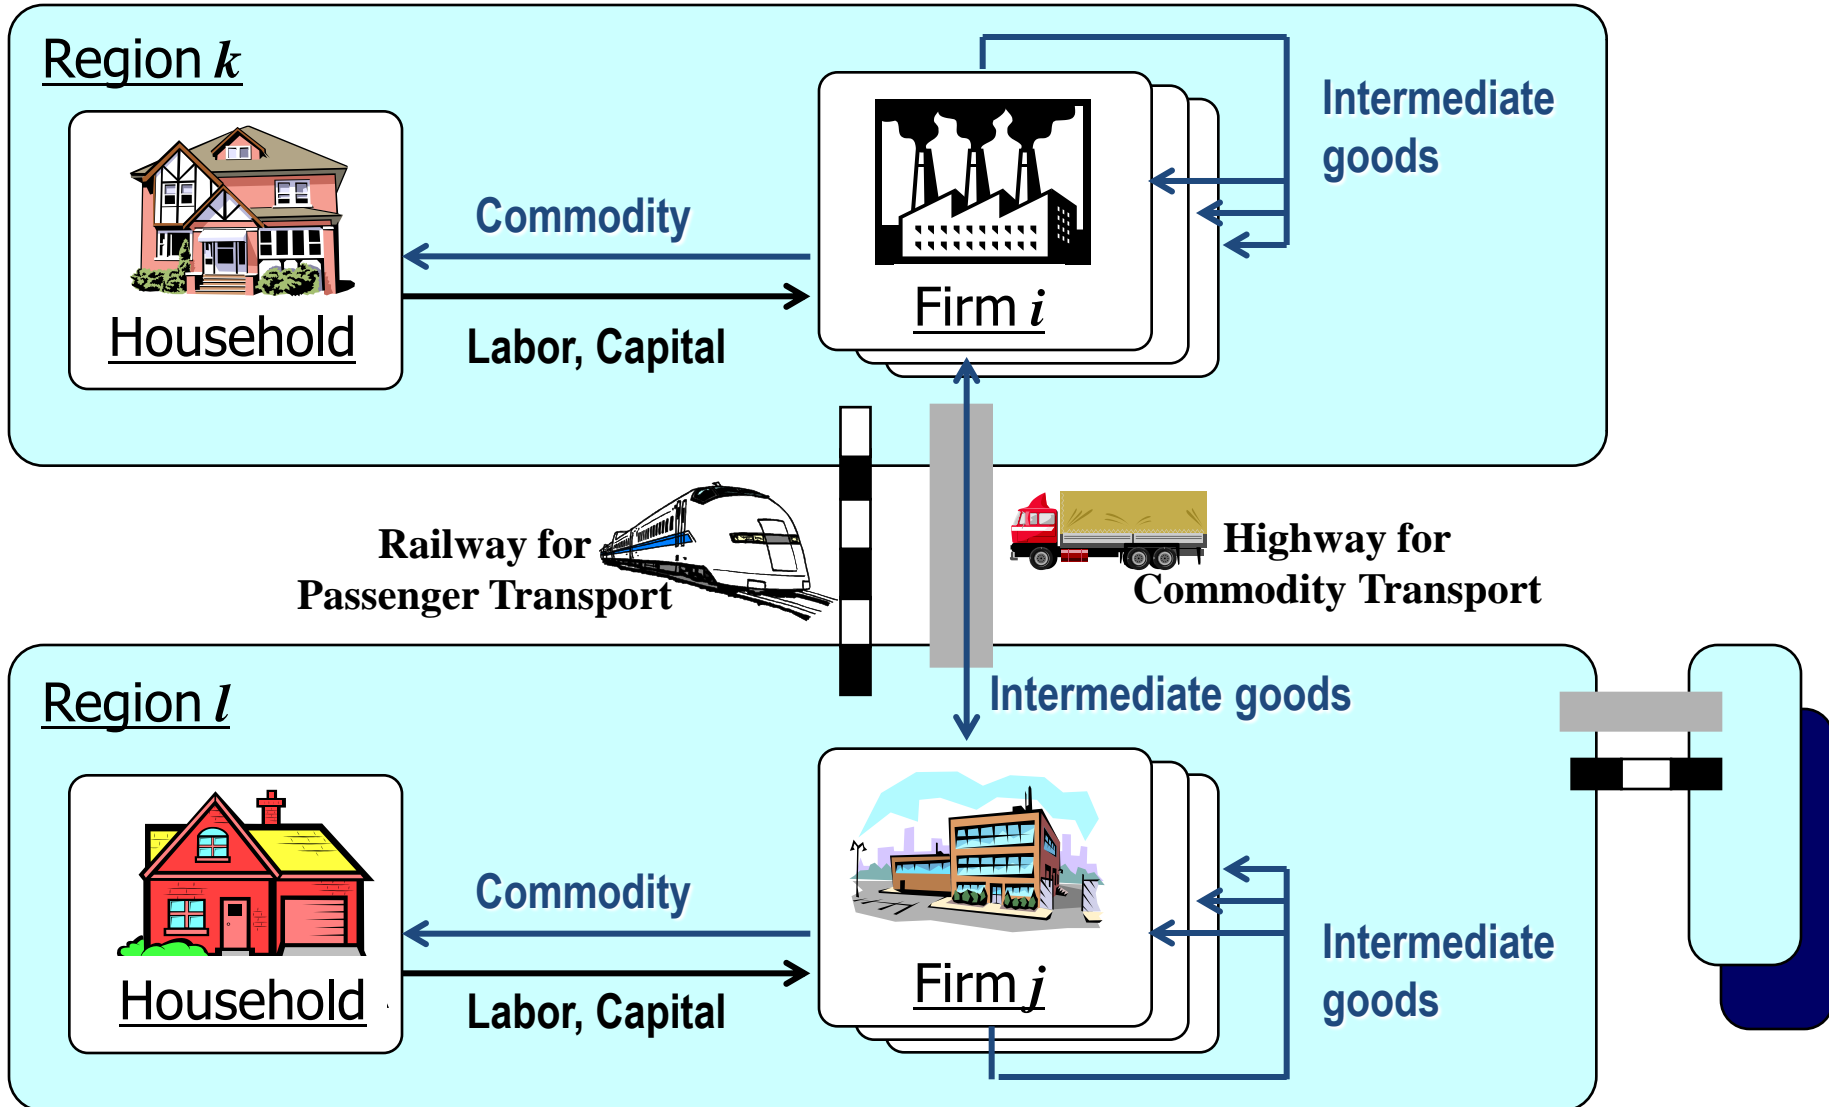 Region k
Intermediate
goods
Commodity
Household
Labor, Capital
Firm i
Railway for
Passenger Transport
Highway for
Commodity Transport
Region l
Intermediate goods
Commodity
Household
Labor, Capital
Firm j
Intermediate
goods